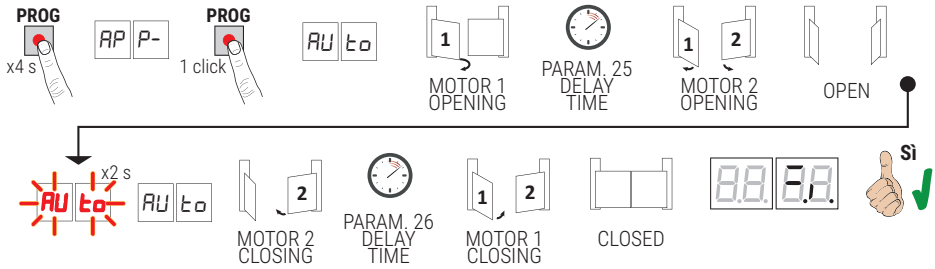 PROG
x4 s
AP P-
PROG
1 click
AU to
1
MOTOR 1
OPENING
PARAM. 25
DELAY
TIME
1 2
MOTOR 2
OPENING
OPEN
AU to
x2 s
AU to
2
MOTOR 2
CLOSING
PARAM. 26
DELAY
TIME
1 2
MOTOR 1
CLOSING
CLOSED
Sì